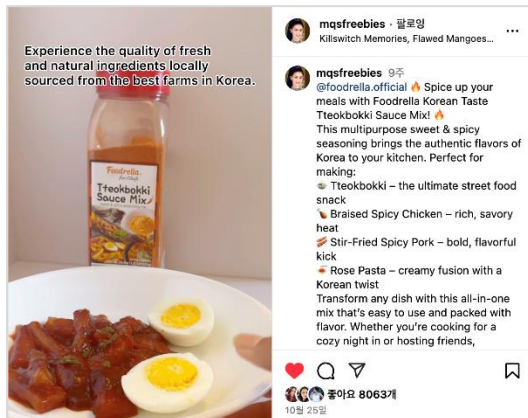 Experience the quality of fresh
and natural ingredients locally
sourced from the best farms in Korea.
Foodrella
for Chef
Tteokbokki
Sauce Mix
mqsfreebies • 팔로잉
Killswitch Memories, Flawed Mangoes...
mqsfreebies 9주
@foodrella.official 🔥 Spice up your
meals with Foodrella Korean Taste
Tteokbokki Sauce Mix! 🔥
This multipurpose sweet & spicy
seasoning brings the authentic flavors of
Korea to your kitchen. Perfect for
making:
🍲 Tteokbokki – the ultimate street food
snack
🍗 Braised Spicy Chicken – rich, savory
heat
🥓 Stir-Fried Spicy Pork – bold, flavorful
kick
🍝 Rose Pasta – creamy fusion with a
Korean twist
Transform any dish with this all-in-one
mix that's easy to use and packed with
flavor. Whether you're cooking for a
cozy night in or hosting friends,
좋아요 8063개
10월 25일